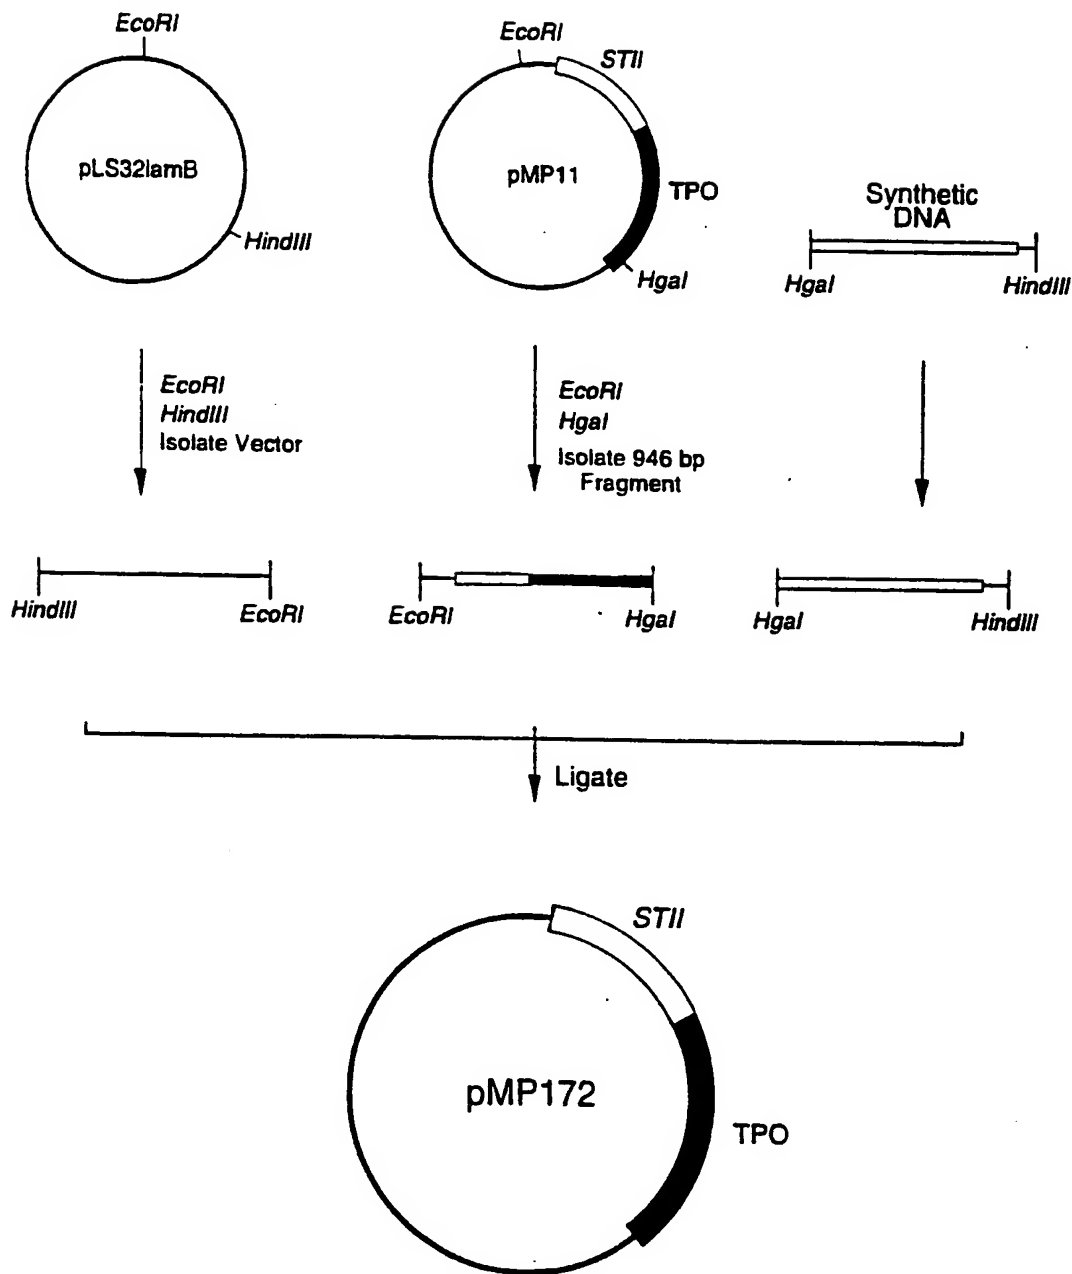 EcoRI
pLS32lamB
HindIII
EcoRI
STII
pMP11
TPO
HgaI
Synthetic
DNA
HgaI
HindIII
EcoRI
HindIII
Isolate Vector
EcoRI
HgaI
Isolate 946 bp
Fragment
HindIII
EcoRI
EcoRI
HgaI
HgaI
HindIII
Ligate
STII
pMP172
TPO